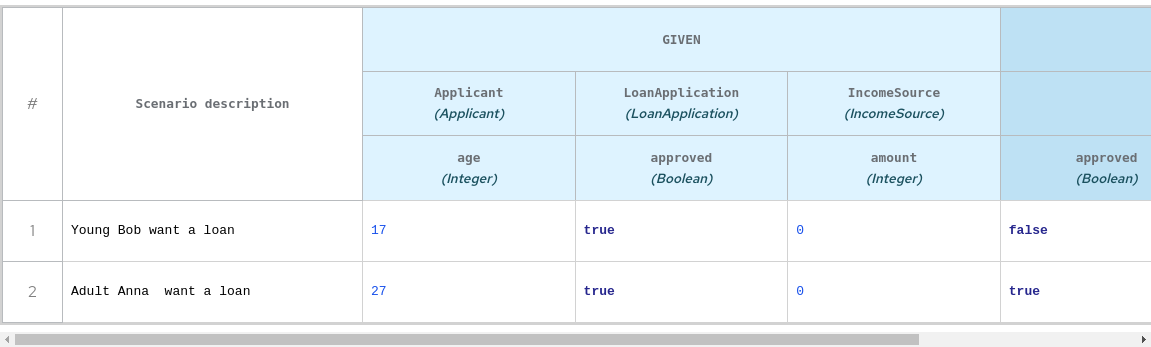 GIVEN
# Scenario description
Applicant LoanApplication IncomeSource
(Applicant) (LoanApplication) (IncomeSource)
age approved amount approved
(Integer) (Boolean) (Integer) (Boolean)
1 Young Bob want a loan 17 true 0 false
2 Adult Anna  want a loan 27 true 0 true